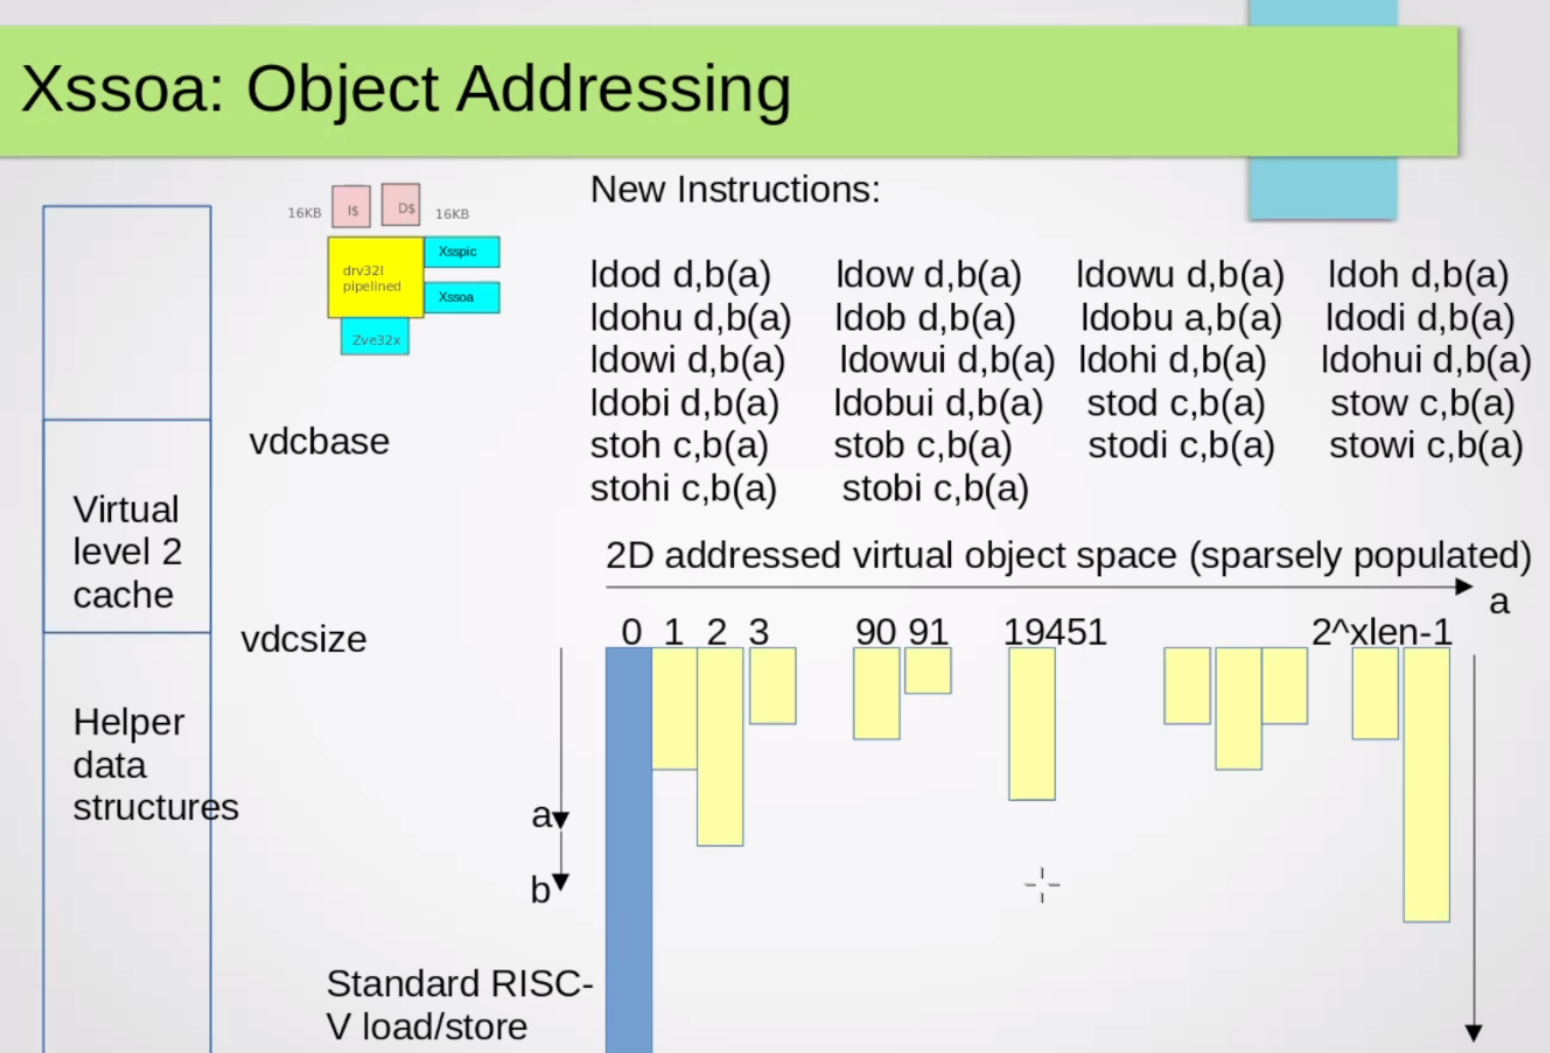 Xssoa: Object Addressing
16KB I$ D$ 16KB
drv32I
pipelined
Xsspic
Xssoa
Zve32x
vdcbase
Virtual
level 2
cache
vdcsize
Helper
data
structures
New Instructions:
ldod d,b(a) ldow d,b(a) ldowu d,b(a) ldoh d,b(a)
ldohu d,b(a) ldob d,b(a) ldobu a,b(a) ldodi d,b(a)
ldowi d,b(a) ldowui d,b(a) ldohi d,b(a) ldohui d,b(a)
ldobi d,b(a) ldobui d,b(a) stod c,b(a) stow c,b(a)
stoh c,b(a) stob c,b(a) stodi c,b(a) stowi c,b(a)
stohi c,b(a) stobi c,b(a)
2D addressed virtual object space (sparsely populated)
a
0 1 2 3 90 91 19451 2^xlen-1
a
b
Standard RISC-
V load/store